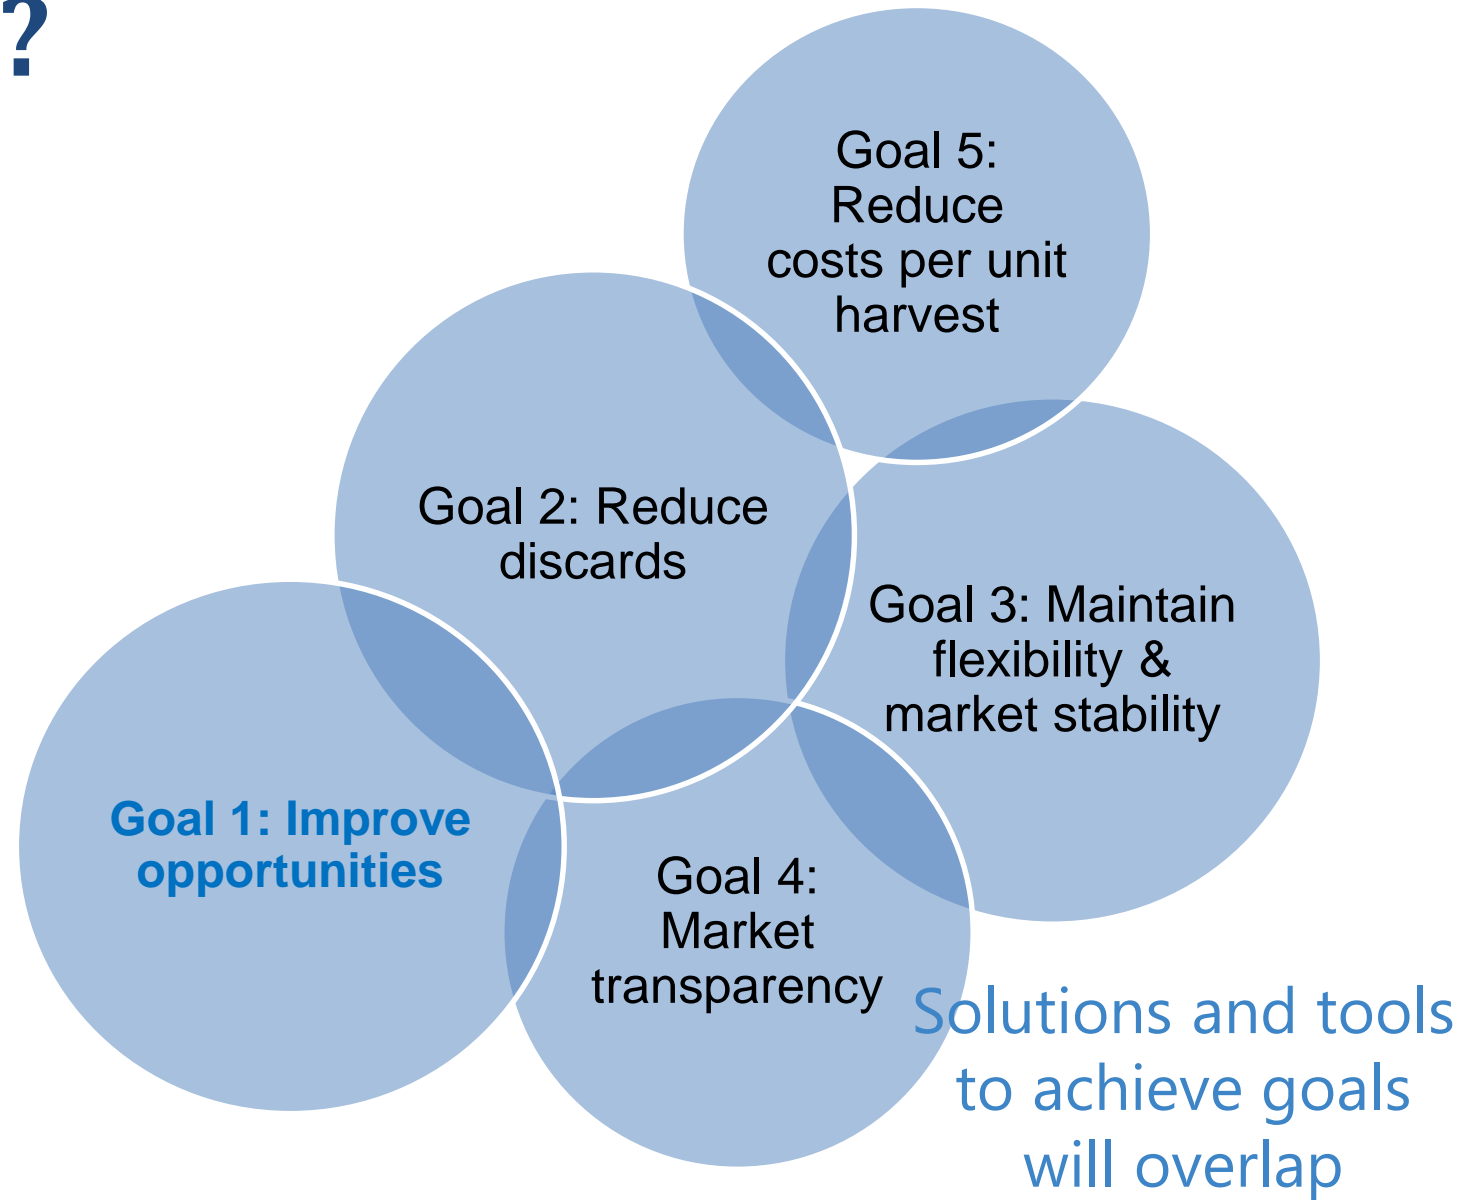 ?
Goal 5:
Reduce
costs per unit
harvest
Goal 2: Reduce
discards
Goal 3: Maintain
flexibility &
market stability
Goal 1: Improve
opportunities
Goal 4:
Market
transparency
Solutions and tools
to achieve goals
will overlap